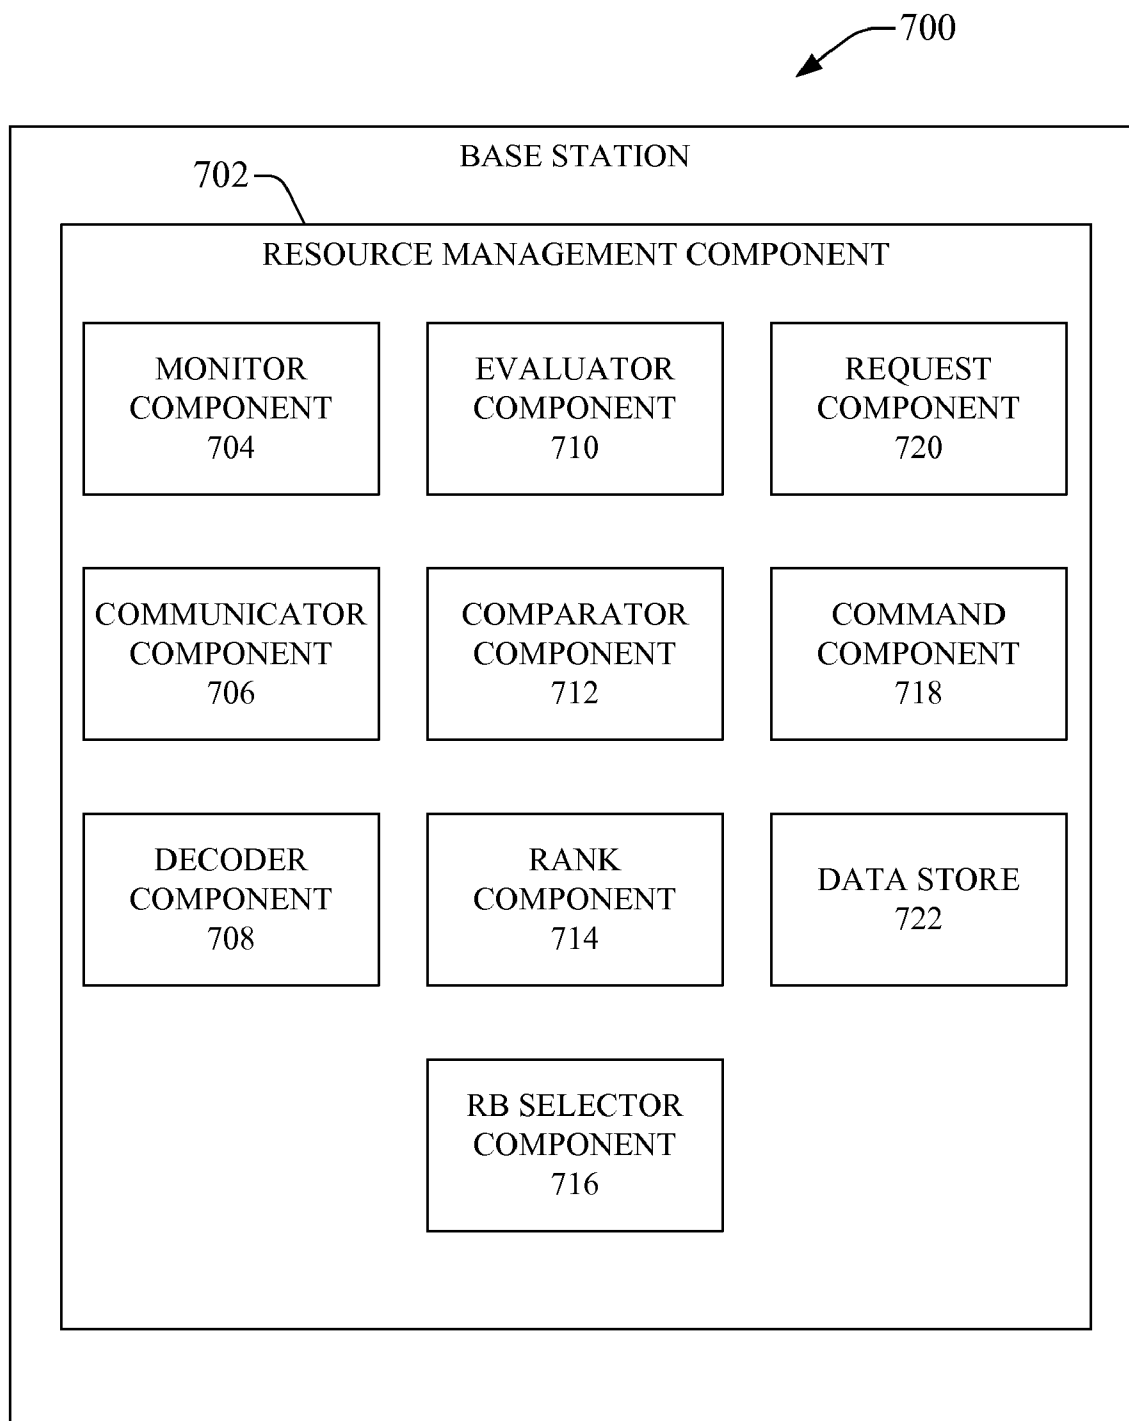 700
BASE STATION
702
RESOURCE MANAGEMENT COMPONENT
MONITOR
COMPONENT
704
EVALUATOR
COMPONENT
710
REQUEST
COMPONENT
720
COMMUNICATOR
COMPONENT
706
COMPARATOR
COMPONENT
712
COMMAND
COMPONENT
718
DECODER
COMPONENT
708
RANK
COMPONENT
714
DATA STORE
722
RB SELECTOR
COMPONENT
716